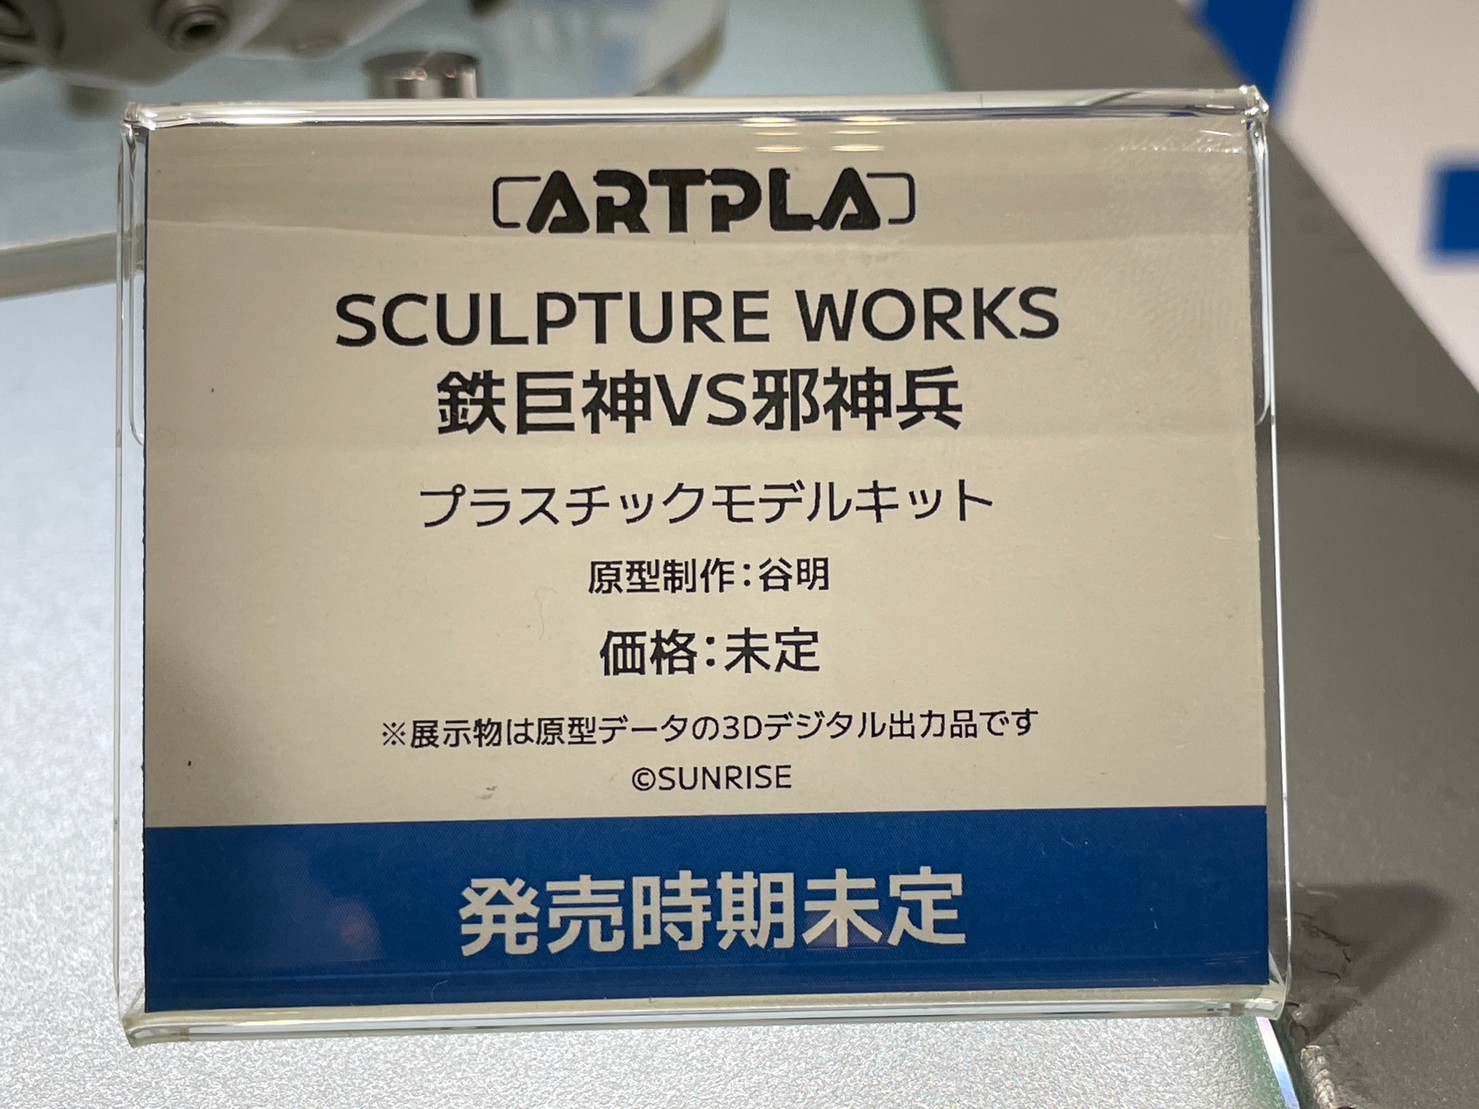 ARTPLA
SCULPTURE WORKS
鉄巨神VS邪神兵
プラスチックモデルキット
原型制作：谷明
価格：未定
※展示物は原型データの3Dデジタル出力品です
©SUNRISE
発売時期未定